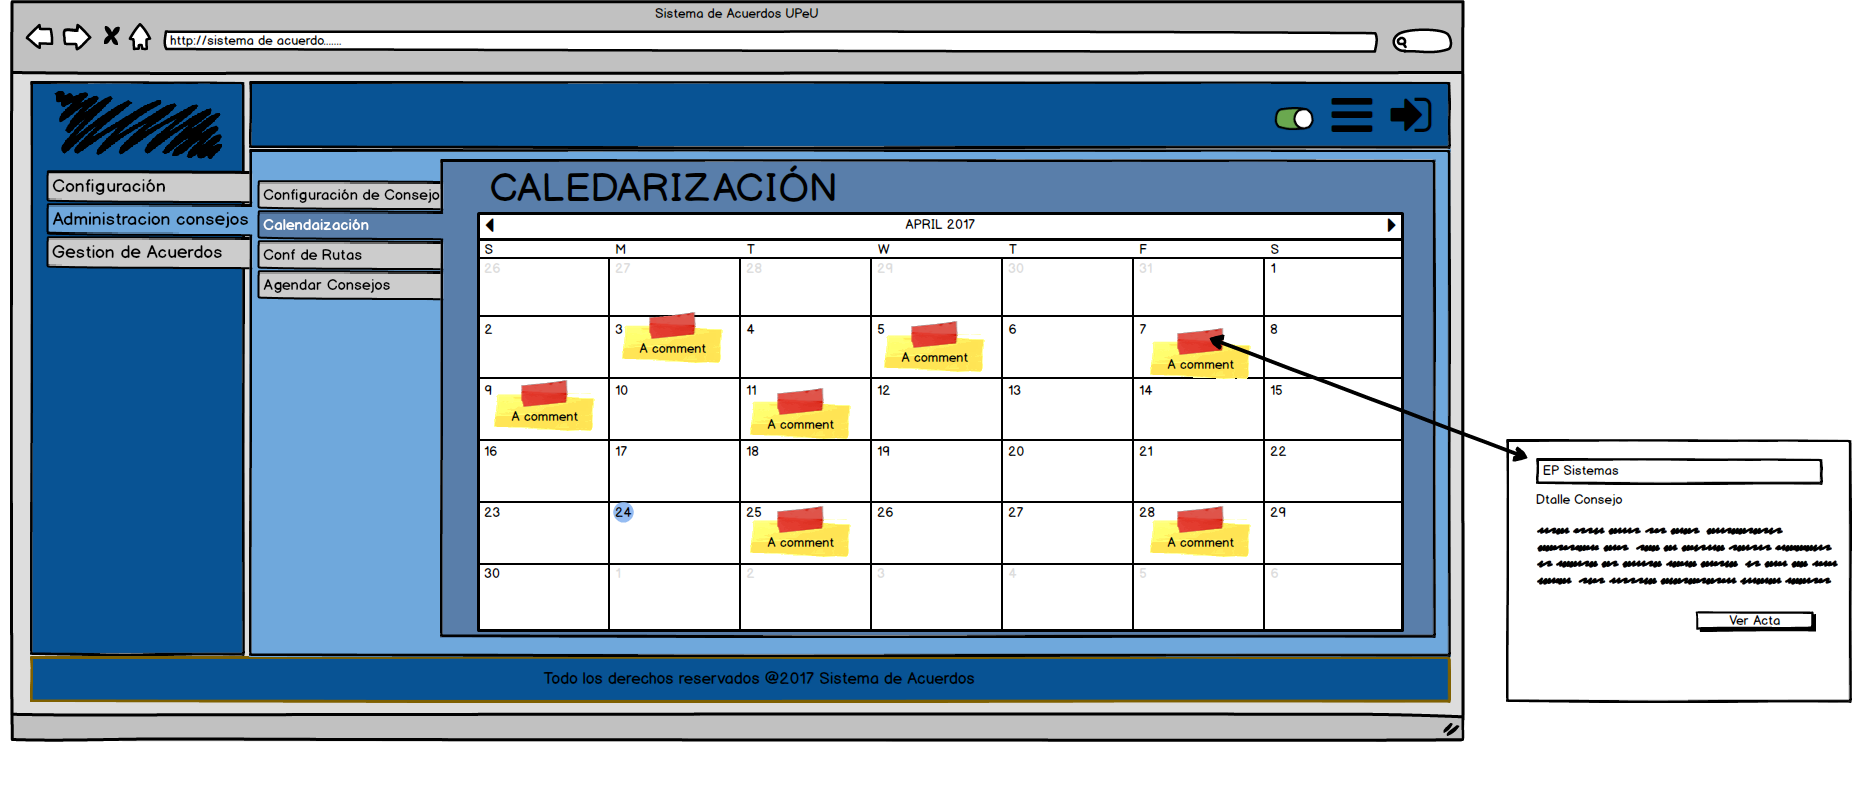 Sistema de Acuerdos UPeU
http://sistema de acuerdo.......
Configuración
Administracion consejos
Gestion de Acuerdos
Configuración de Consejo
Calendaización
Conf de Rutas
Agendar Consejos
CALEDARIZACIÓN
APRIL 2017
S M T W T F S
26 27 28 29 30 31 1
2 3 4 5 6 7 8
A comment A comment A comment
9 10 11 12 13 14 15
A comment A comment
16 17 18 19 20 21 22
23 24 25 26 27 28 29
A comment A comment
30 1 2 3 4 5 6
Todo los derechos reservados @2017 Sistema de Acuerdos
EP Sistemas
Dtalle Consejo
Ver Acta